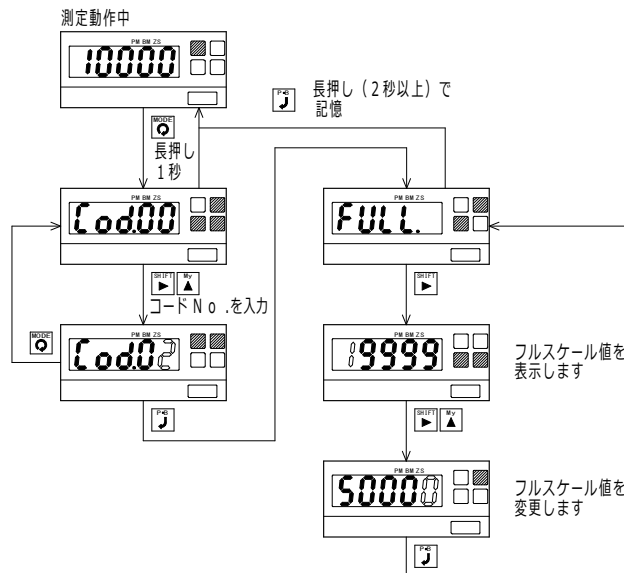 測定動作中
PM BM ZS
10000
MODE
長押し
1秒
P•B
長押し（２秒以上）で
記憶
PM BM ZS
Cod.00
SHIFT
My
コードＮｏ.を入力
MODE
PM BM ZS
Cod.02
P•B
PM BM ZS
FULL.
SHIFT
PM BM ZS
19999
フルスケール値を
表示します
SHIFT
My
PM BM ZS
50000
フルスケール値を
変更します
P•B